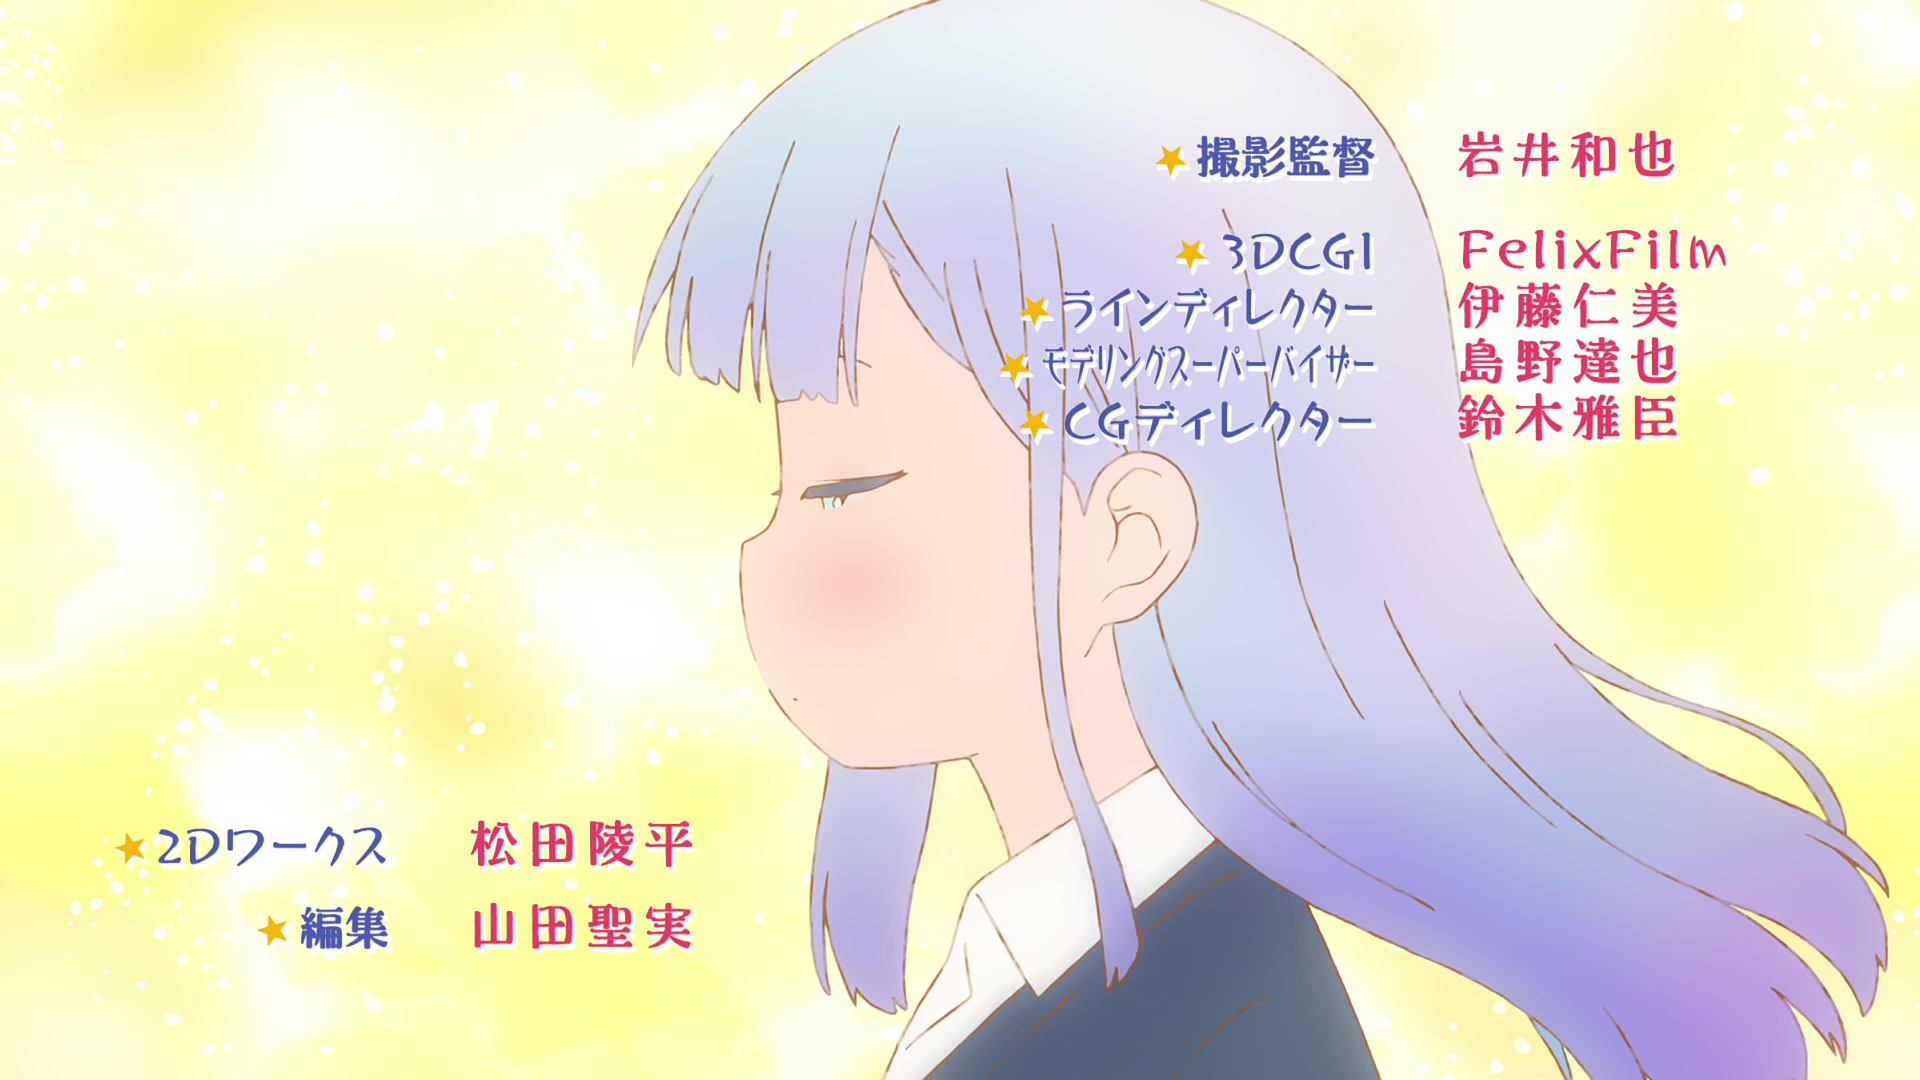 ★撮影監督 岩井和也
★3DCGI FelixFilm
★ラインディレクター 伊藤仁美
★モデリングスーパーバイザー 島野達也
★CGディレクター 鈴木雅臣
★2Dワークス 松田陵平
★編集 山田聖実